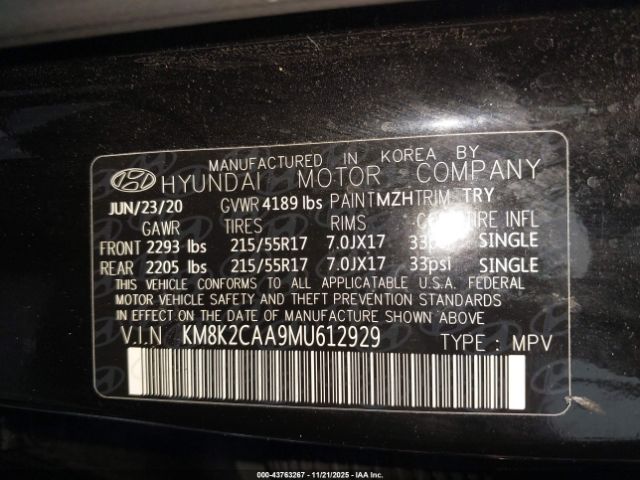 MANUFACTURED IN KOREA BY
HYUNDAI MOTOR COMPANY
JUN/23/20 GVWR 4189 lbs PAINT MZH TRIM TRY
GAWR TIRES RIMS TIRE INFL
FRONT 2293 lbs 215/55R17 7.0JX17 33psi SINGLE
REAR 2205 lbs 215/55R17 7.0JX17 33psi SINGLE
THIS VEHICLE CONFORMS TO ALL APPLICABLE U.S.A. FEDERAL
MOTOR VEHICLE SAFETY AND THEFT PREVENTION STANDARDS
IN EFFECT ON THE DATE OF MANUFACTURE SHOWN ABOVE
V.I.N KM8K2CAA9MU612929 TYPE : MPV
000-43763267 - 11/21/2025 - IAA Inc.